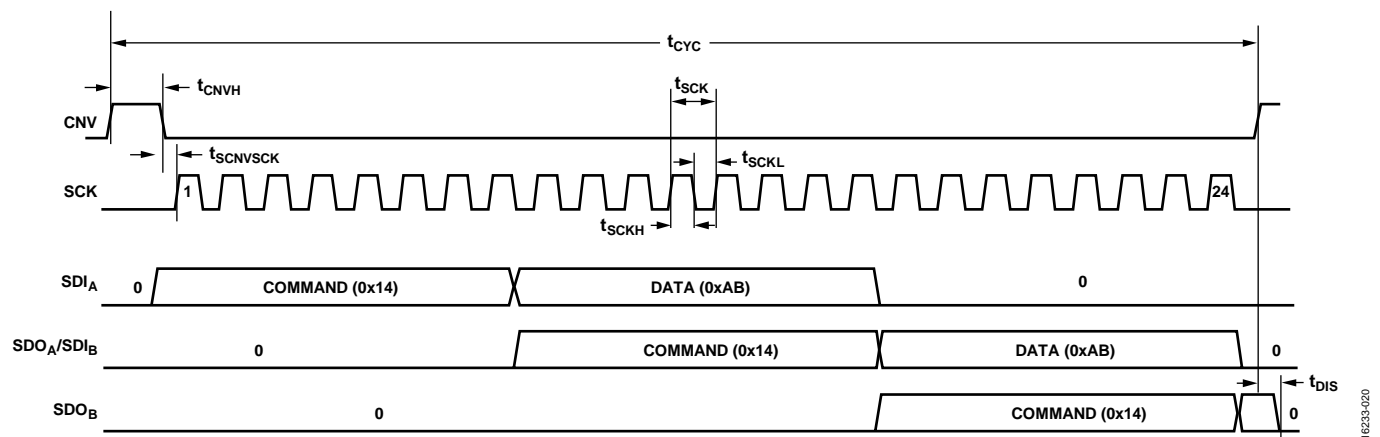 tCYC
tCNVH
tSCK
CNV
tSCNVSCK
tSCKL
SCK
1
24
tSCKH
SDIA
0
COMMAND (0x14)
DATA (0xAB)
0
SDOA/SDIB
0
COMMAND (0x14)
DATA (0xAB)
0
tDIS
SDOB
0
COMMAND (0x14)
0
16233-020